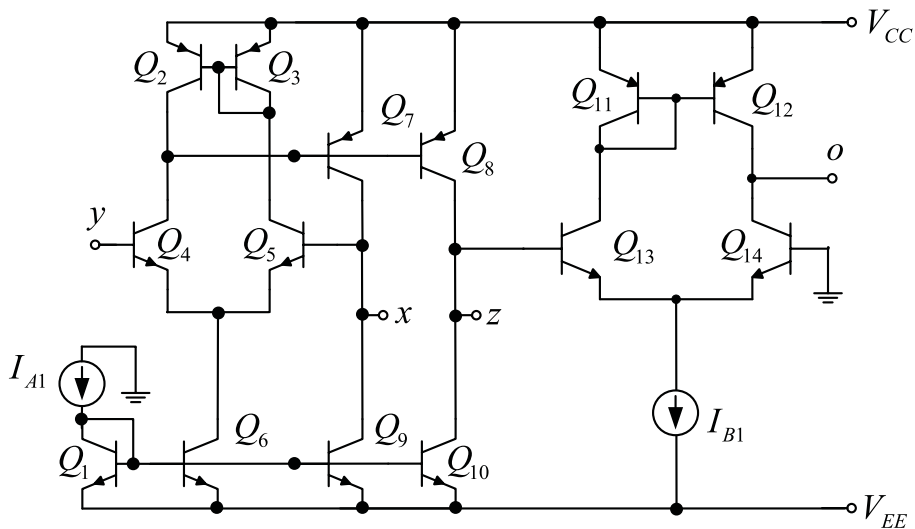 V_CC
Q_2
Q_3
Q_11
Q_12
Q_7
Q_8
o
y
Q_4
Q_5
Q_13
Q_14
x
z
I_A1
I_B1
Q_6
Q_9
Q_1
Q_10
V_EE